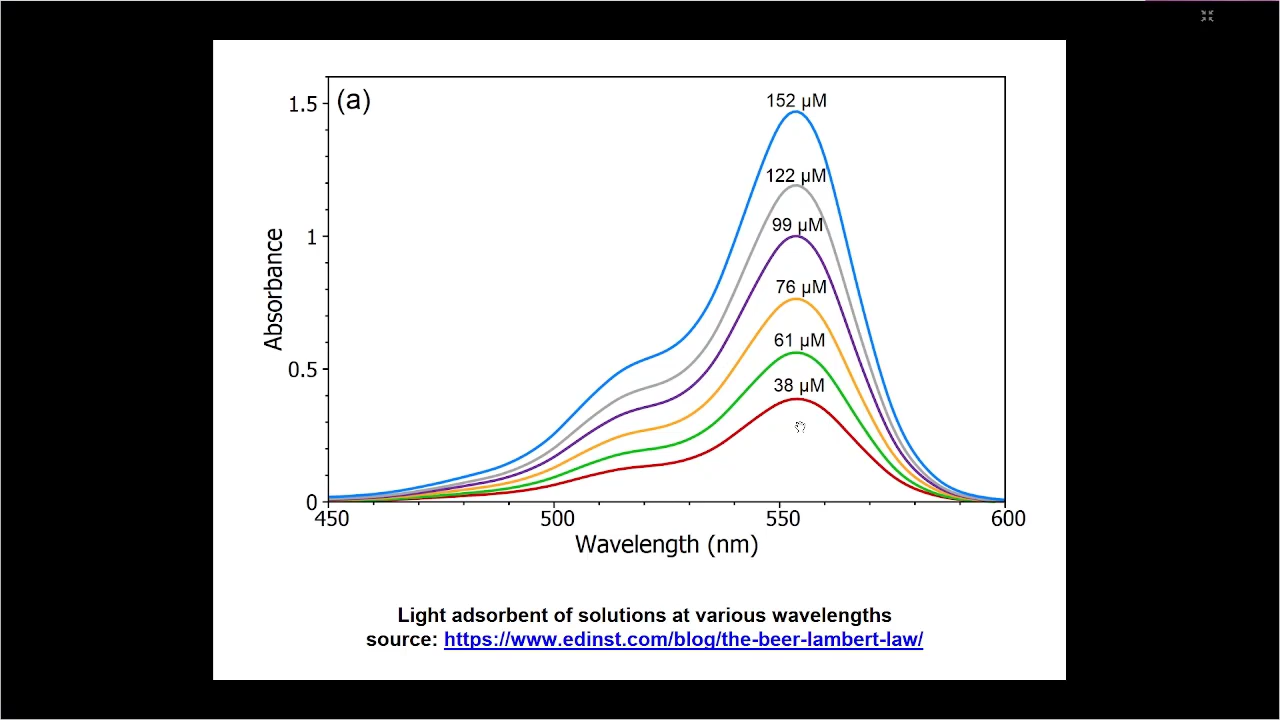 (a)
1.5
1
0.5
0
Absorbance
152 µM
122 µM
99 µM
76 µM
61 µM
38 µM
450 500 550 600
Wavelength (nm)
Light adsorbent of solutions at various wavelengths
source: https://www.edinst.com/blog/the-beer-lambert-law/